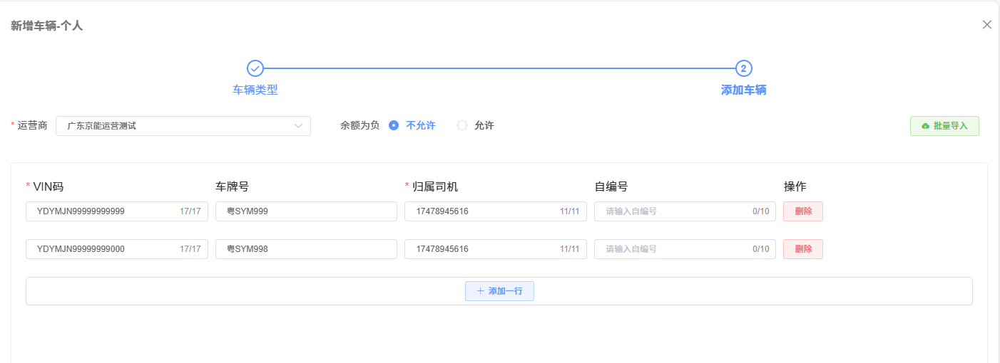 新增车辆-个人
2
车辆类型 添加车辆
* 运营商 广东京能运营测试 余额为负 不允许 允许 批量导入
* VIN码 车牌号 * 归属司机 自编号 操作
YDYMJN99999999999 17/17 粤SYM999 17478945616 11/11 请输入自编号 0/10 删除
YDYMJN99999999000 17/17 粤SYM998 17478945616 11/11 请输入自编号 0/10 删除
添加一行